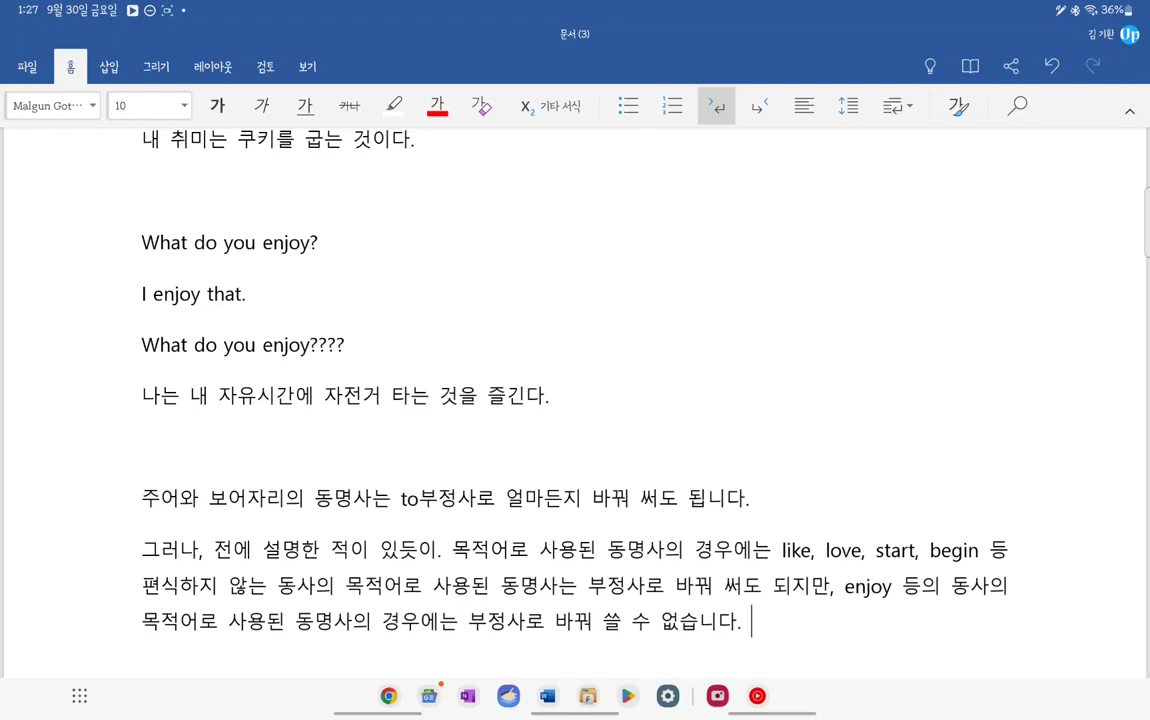 1:27 9월 30일 금요일 36%
문서 (3)
김 기환 Up
파일 홈 삽입 그리기 레이아웃 검토 보기
Malgun Got··· 10 가 가 가 카나 가 가 X₂ 기타 서식 가
내 취미는 쿠키를 굽는 것이다.
What do you enjoy?
I enjoy that.
What do you enjoy????
나는 내 자유시간에 자전거 타는 것을 즐긴다.
주어와 보어자리의 동명사는 to부정사로 얼마든지 바꿔 써도 됩니다.
그러나, 전에 설명한 적이 있듯이. 목적어로 사용된 동명사의 경우에는 like, love, start, begin 등
편식하지 않는 동사의 목적어로 사용된 동명사는 부정사로 바꿔 써도 되지만, enjoy 등의 동사의
목적어로 사용된 동명사의 경우에는 부정사로 바꿔 쓸 수 없습니다.